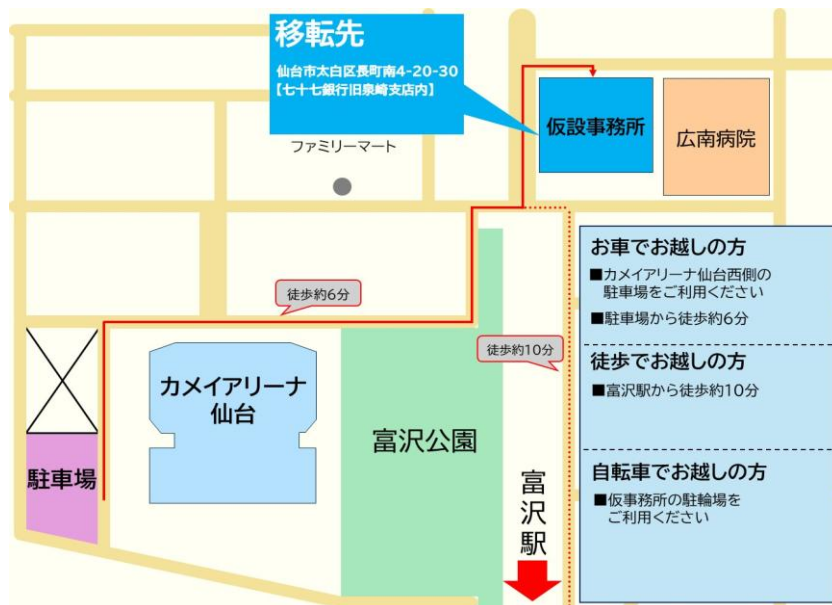 移転先
仙台市太白区長町南4-20-30
【七十七銀行旧泉崎支店内】
ファミリーマート
仮設事務所
広南病院
徒歩約6分
徒歩約10分
カメイアリーナ
仙台
駐車場
富沢公園
富沢駅
お車でお越しの方
■カメイアリーナ仙台西側の
駐車場をご利用ください
■駐車場から徒歩約6分
徒歩でお越しの方
■富沢駅から徒歩約10分
自転車でお越しの方
■仮事務所の駐輪場を
ご利用ください